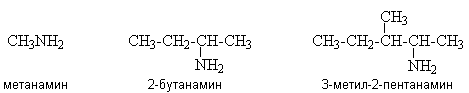 CH₃
CH₃NH₂ CH₃-CH₂-CH-CH₃ CH₃-CH₂-CH-CH-CH₃
NH₂ NH₂
метанамин 2-бутанамин 3-метил-2-пентанамин